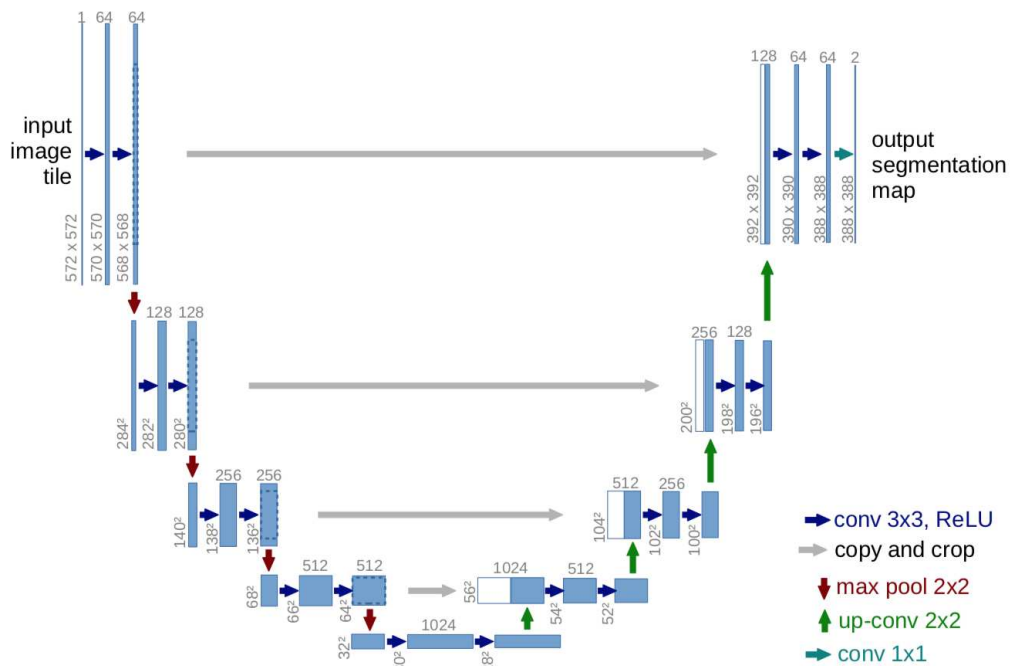 1 64 64
128 64 64 2
input
image
tile
output
segmentation
map
572 x 572
570 x 570
568 x 568
392 x 392
390 x 390
388 x 388
388 x 388
128 128
256 128
284²
282²
280²
200²
198²
196²
256 256
512 256
140²
138²
136²
104²
102²
100²
512 512
1024 512
68²
66²
64²
56²
54²
52²
1024
32²
conv 3x3, ReLU
copy and crop
max pool 2x2
up-conv 2x2
conv 1x1